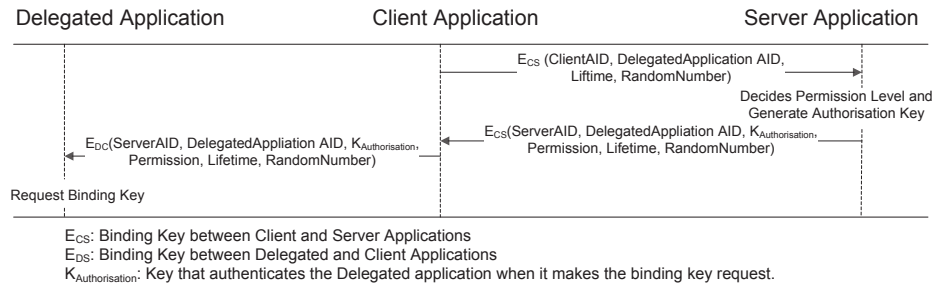 Delegated Application Client Application Server Application
E_CS (ClientAID, DelegatedApplication AID,
Liftime, RandomNumber)
Decides Permission Level and
Generate Authorisation Key
E_CS(ServerAID, DelegatedAppliation AID, K_Authorisation,
Permission, Lifetime, RandomNumber)
E_DC(ServerAID, DelegatedAppliation AID, K_Authorisation,
Permission, Lifetime, RandomNumber)
Request Binding Key
E_CS: Binding Key between Client and Server Applications
E_DS: Binding Key between Delegated and Client Applications
K_Authorisation: Key that authenticates the Delegated application when it makes the binding key request.